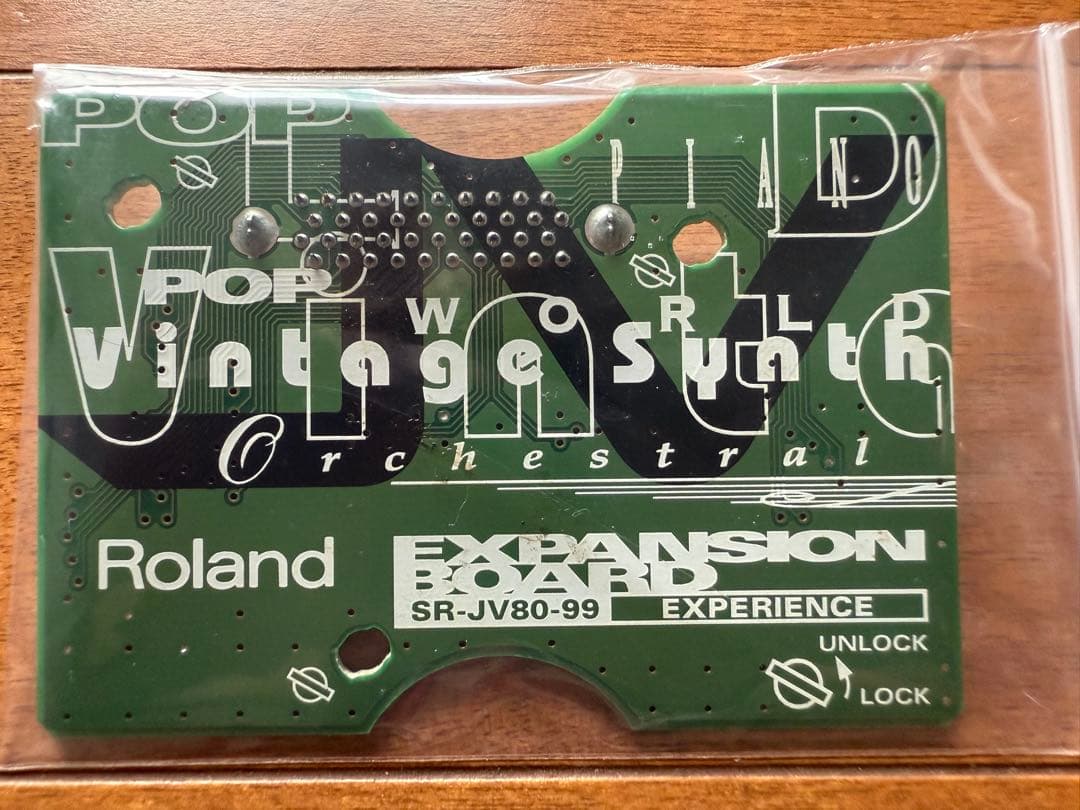 POP
PIANO
POP
WORLD
Vintage Synth
Orchestral
Roland
EXPANSION
BOARD
SR-JV80-99 EXPERIENCE
UNLOCK
LOCK